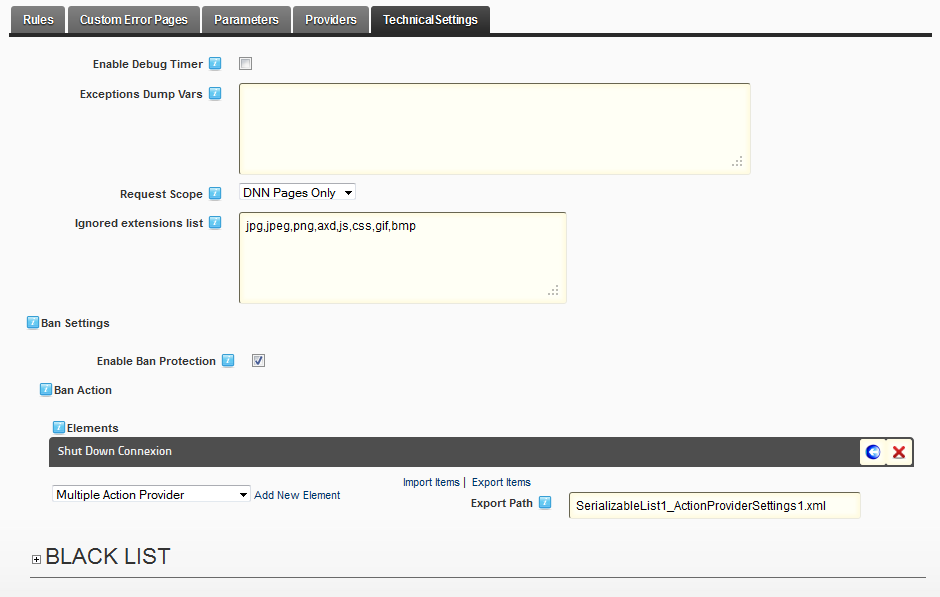 Rules Custom Error Pages Parameters Providers TechnicalSettings
Enable Debug Timer
Exceptions Dump Vars
Request Scope DNN Pages Only
Ignored extensions list jpg,jpeg,png,axd,js,css,gif,bmp
Ban Settings
Enable Ban Protection
Ban Action
Elements
Shut Down Connexion
Import Items | Export Items
Multiple Action Provider Add New Element
Export Path SerializableList1_ActionProviderSettings1.xml
BLACK LIST